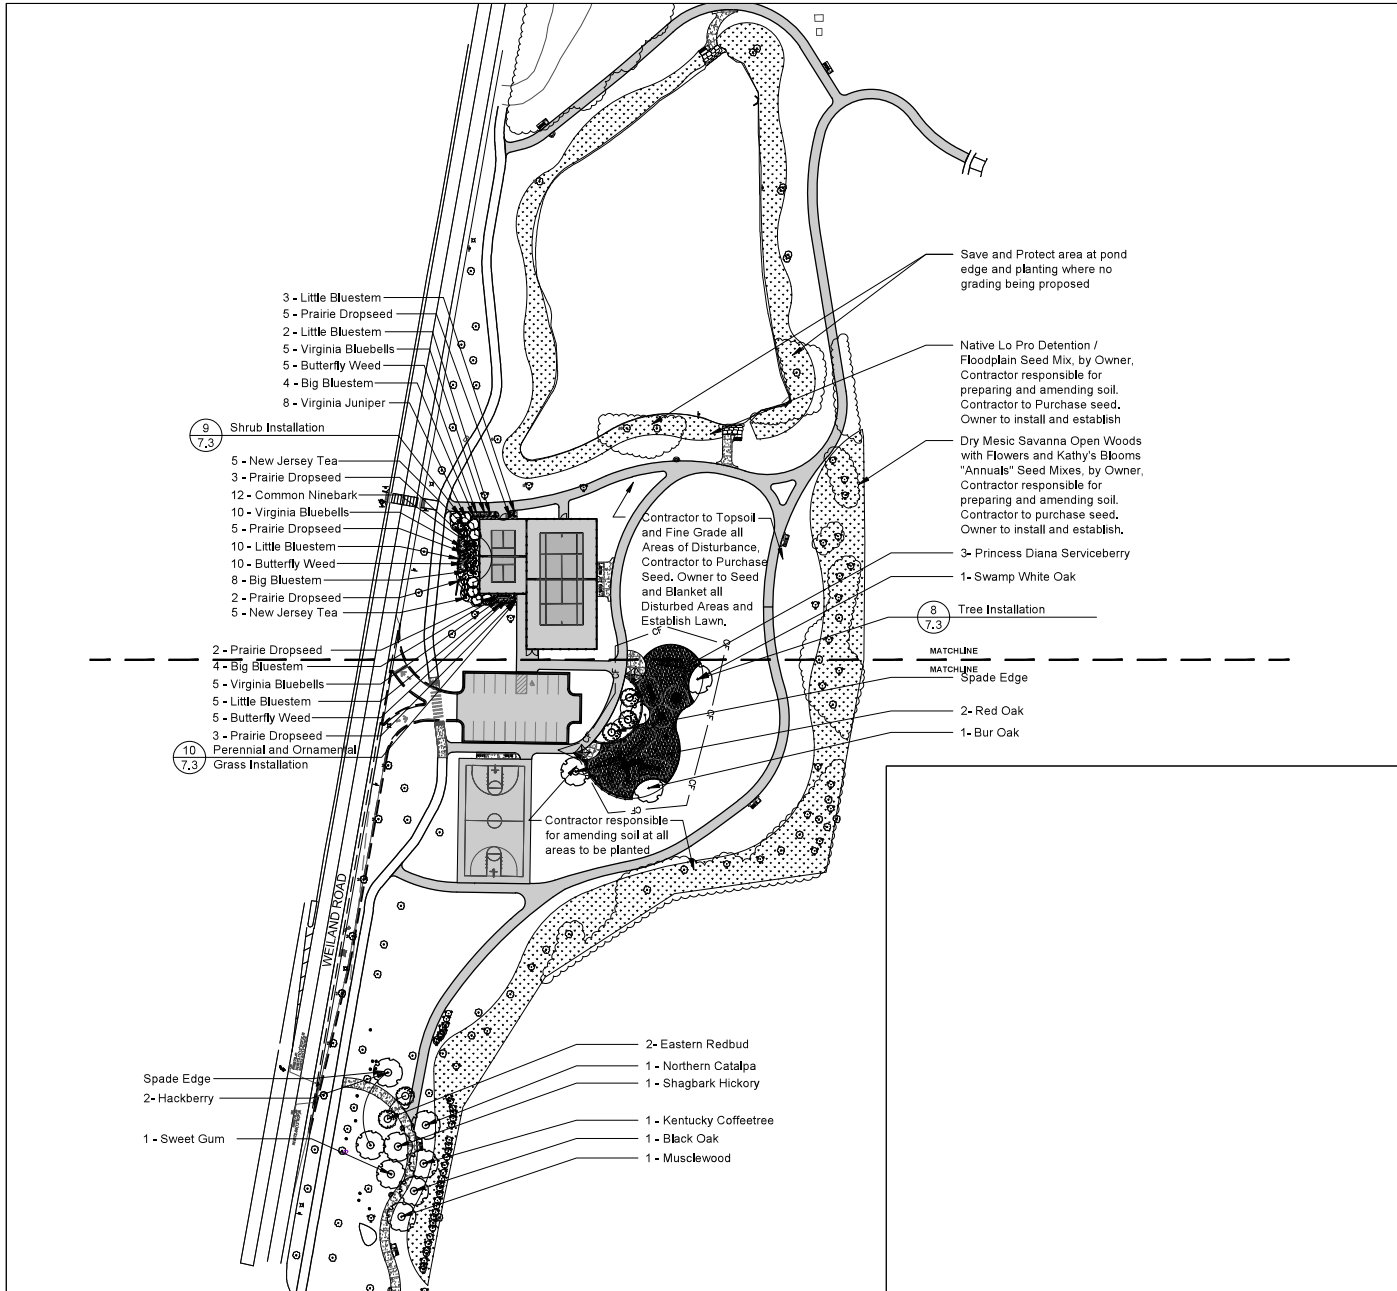 Save and Protect area at pond
edge and planting where no
grading being proposed
3 - Little Bluestem
5 - Prairie Dropseed
2 - Little Bluestem
5 - Virginia Bluebells
5 - Butterfly Weed
4 - Big Bluestem
8 - Virginia Juniper
9
7.3
Shrub Installation
5 - New Jersey Tea
3 - Prairie Dropseed
12 - Common Ninebark
10 - Virginia Bluebells
5 - Prairie Dropseed
10 - Little Bluestem
10 - Butterfly Weed
8 - Big Bluestem
2 - Prairie Dropseed
5 - New Jersey Tea
Native Lo Pro Detention /
Floodplain Seed Mix, by Owner,
Contractor responsible for
preparing and amending soil.
Contractor to Purchase seed.
Owner to install and establish
Dry Mesic Savanna Open Woods
with Flowers and Kathy's Blooms
"Annuals" Seed Mixes, by Owner,
Contractor responsible for
preparing and amending soil.
Contractor to purchase seed.
Owner to install and establish.
Contractor to Topsoil
and Fine Grade all
Areas of Disturbance,
Contractor to Purchase
Seed. Owner to Seed
and Blanket all
Disturbed Areas and
Establish Lawn.
3- Princess Diana Serviceberry
1- Swamp White Oak
8
7.3
Tree Installation
CF
CF
MATCHLINE
MATCHLINE
2 - Prairie Dropseed
4 - Big Bluestem
5 - Virginia Bluebells
5 - Little Bluestem
5 - Butterfly Weed
3 - Prairie Dropseed
10
7.3
Perennial and Ornamental
Grass Installation
Spade Edge
2- Red Oak
1- Bur Oak
CF
CF
CF
CF
Contractor responsible
for amending soil at all
areas to be planted
WEILAND ROAD
2- Eastern Redbud
1 - Northern Catalpa
1 - Shagbark Hickory
1 - Kentucky Coffeetree
1 - Black Oak
1 - Musclewood
Spade Edge
2- Hackberry
1 - Sweet Gum